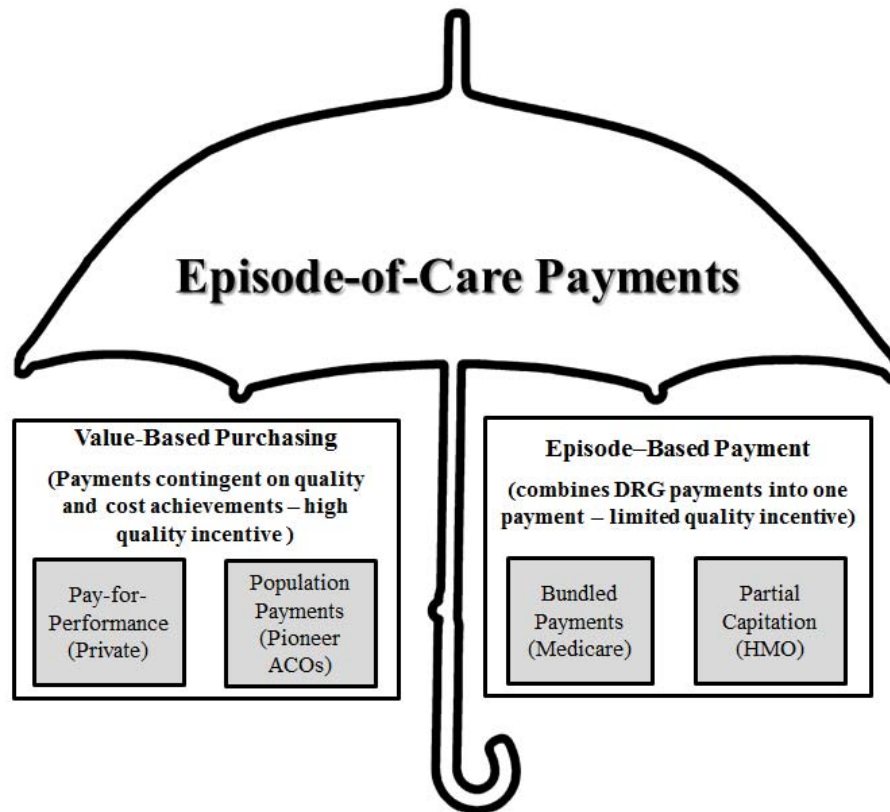 Episode-of-Care Payments
Value-Based Purchasing
(Payments contingent on quality
and cost achievements – high
quality incentive )
Pay-for-
Performance
(Private)
Population
Payments
(Pioneer
ACOs)
Episode–Based Payment
(combines DRG payments into one
payment – limited quality incentive)
Bundled
Payments
(Medicare)
Partial
Capitation
(HMO)